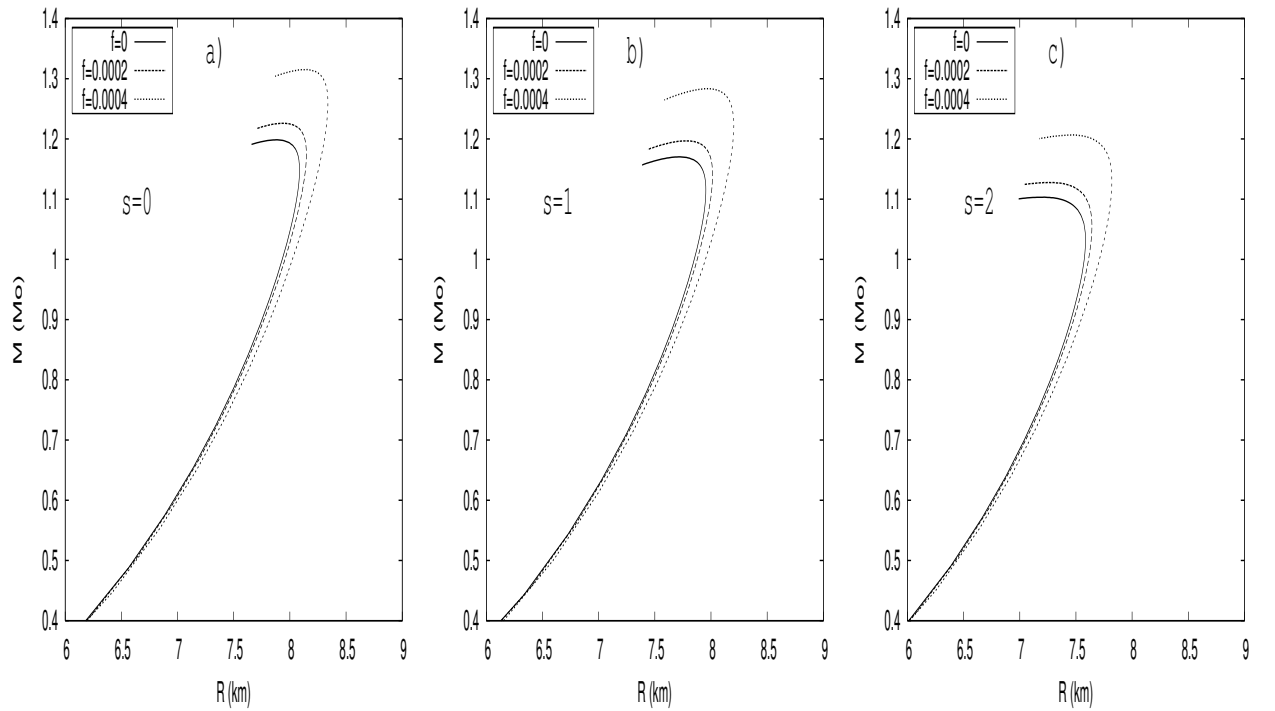 a)
f=0
f=0.0002
f=0.0004
s=0
M (Mo)
1.4
1.3
1.2
1.1
1
0.9
0.8
0.7
0.6
0.5
0.4
6 6.5 7 7.5 8 8.5 9
R (km)
b)
f=0
f=0.0002
f=0.0004
s=1
M (Mo)
1.4
1.3
1.2
1.1
1
0.9
0.8
0.7
0.6
0.5
0.4
6 6.5 7 7.5 8 8.5 9
R (km)
c)
f=0
f=0.0002
f=0.0004
s=2
M (Mo)
1.4
1.3
1.2
1.1
1
0.9
0.8
0.7
0.6
0.5
0.4
6 6.5 7 7.5 8 8.5 9
R (km)